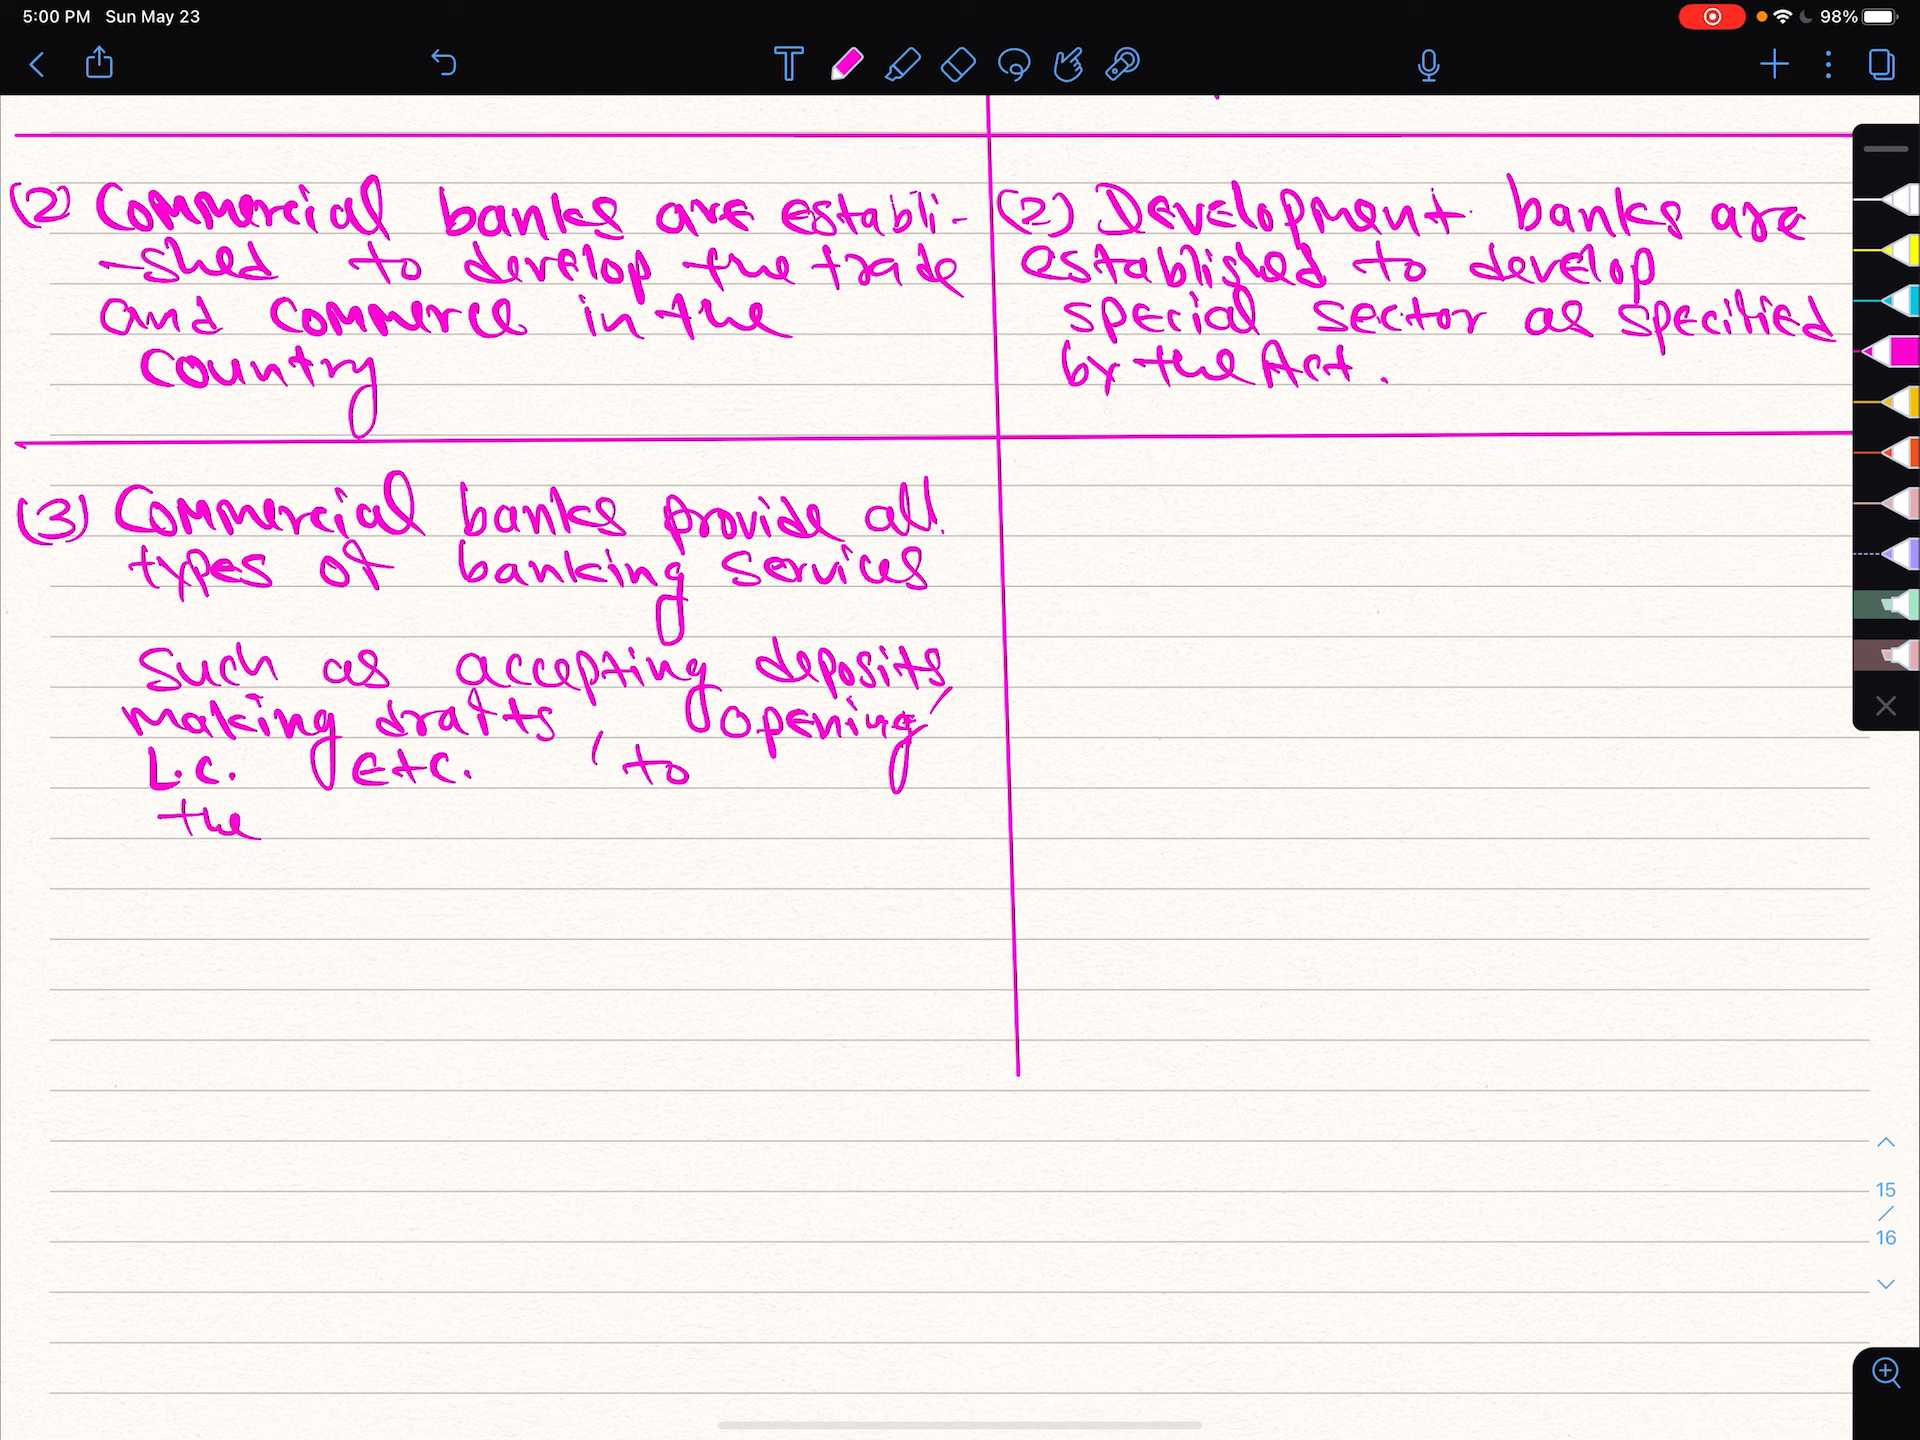 5:00 PM Sun May 23
98%
(2) Commercial banks are establi-
-shed to develop the trade
and commerce in the
country
(2) Development banks are
established to develop
special sector as specified
by the Act.
(3) Commercial banks provide all
types of banking services
such as accepting deposits,
making drafts, opening
L.C. etc. to
the
15
/
16